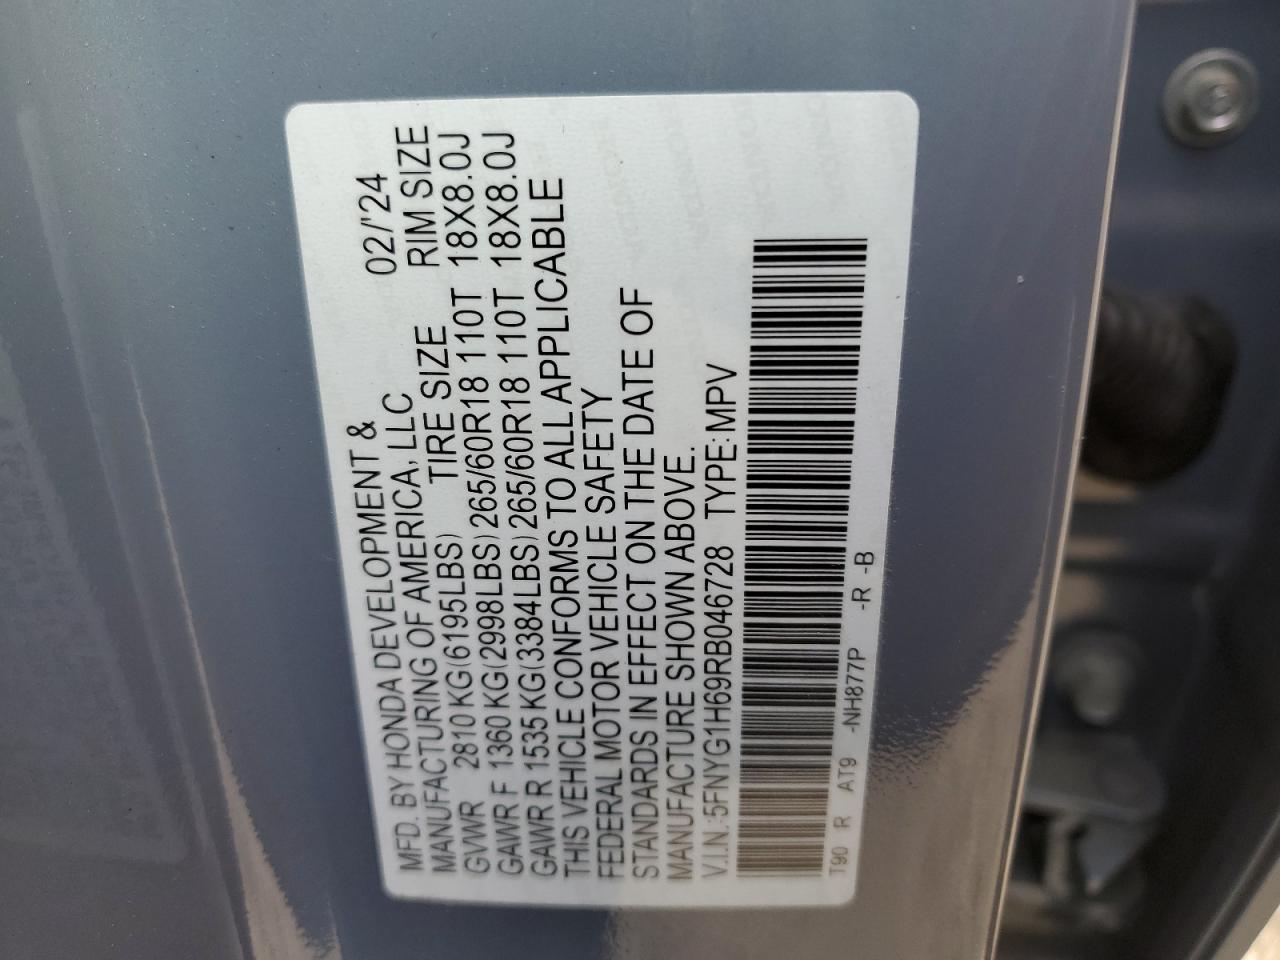 MFD. BY HONDA DEVELOPMENT & 02/'24
MANUFACTURING OF AMERICA, LLC
TIRE SIZE RIM SIZE
GVWR 2810 KG(6195LBS)
GAWR F 1360 KG(2998LBS) 265/60R18 110T 18X8.0J
GAWR R 1535 KG(3384LBS) 265/60R18 110T 18X8.0J
THIS VEHICLE CONFORMS TO ALL APPLICABLE
FEDERAL MOTOR VEHICLE SAFETY
STANDARDS IN EFFECT ON THE DATE OF
MANUFACTURE SHOWN ABOVE.
V.I.N.:5FNYG1H69RB046728 TYPE:MPV
T90 R AT9 -NH877P -R -B